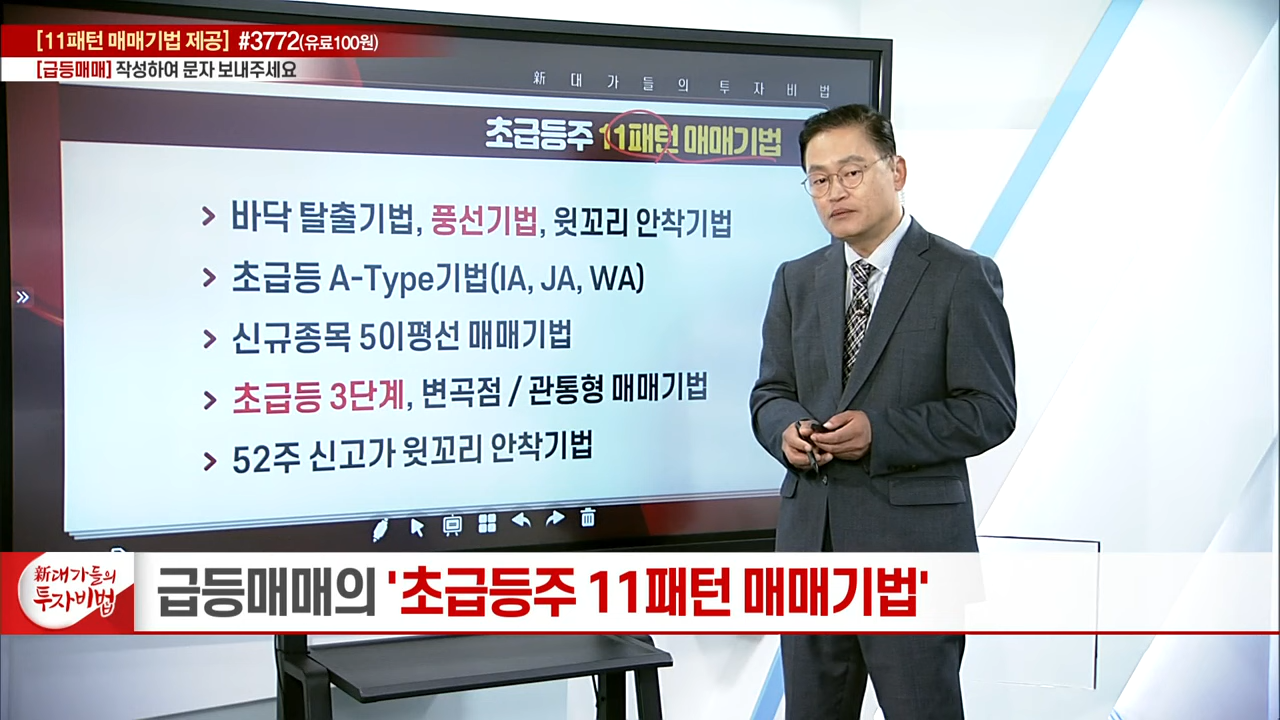 [11패턴 매매기법 제공] #3772(유료100원)
[급등매매] 작성하여 문자 보내주세요
新 대 가 들 의 투 자 비 법
초급등주 11패턴 매매기법
바닥 탈출기법, 풍선기법, 윗꼬리 안착기법
초급등 A-Type기법(IA, JA, WA)
신규종목 5이평선 매매기법
초급등 3단계, 변곡점 / 관통형 매매기법
52주 신고가 윗꼬리 안착기법
新대가들의
투자비법
급등매매의 '초급등주 11패턴 매매기법'